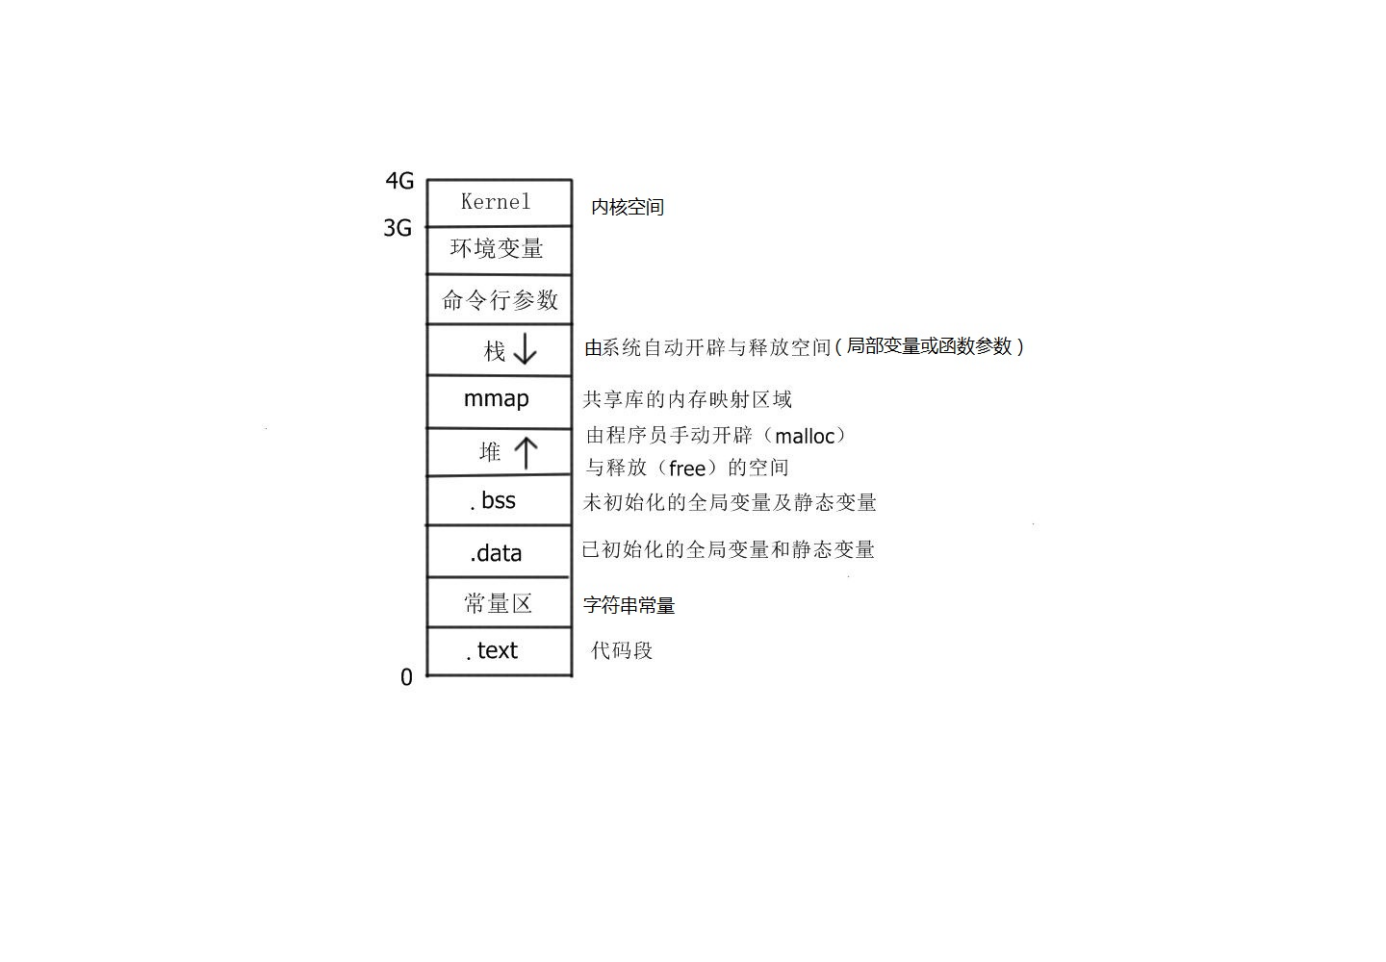 4G
Kernel
内核空间
3G
环境变量
命令行参数
栈
由系统自动开辟与释放空间(局部变量或函数参数)
mmap
共享库的内存映射区域
堆
由程序员手动开辟（malloc）
与释放（free）的空间
.bss
未初始化的全局变量及静态变量
.data
已初始化的全局变量和静态变量
常量区
字符串常量
.text
代码段
0